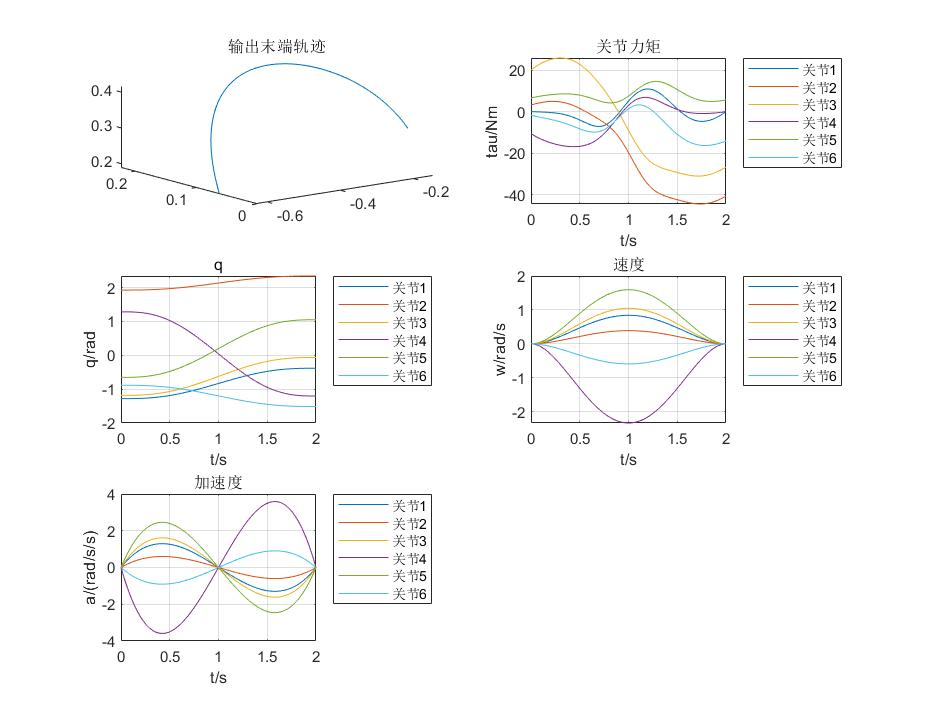 输出末端轨迹
0.4
0.3
0.2
0.2
0.1
0
-0.6
-0.4
-0.2
关节力矩
tau/Nm
20
0
-20
-40
0 0.5 1 1.5 2
t/s
关节1
关节2
关节3
关节4
关节5
关节6
q
q/rad
2
1
0
-1
-2
0 0.5 1 1.5 2
t/s
关节1
关节2
关节3
关节4
关节5
关节6
速度
w/rad/s
2
1
0
-1
-2
0 0.5 1 1.5 2
t/s
关节1
关节2
关节3
关节4
关节5
关节6
加速度
a/(rad/s/s)
4
2
0
-2
-4
0 0.5 1 1.5 2
t/s
关节1
关节2
关节3
关节4
关节5
关节6